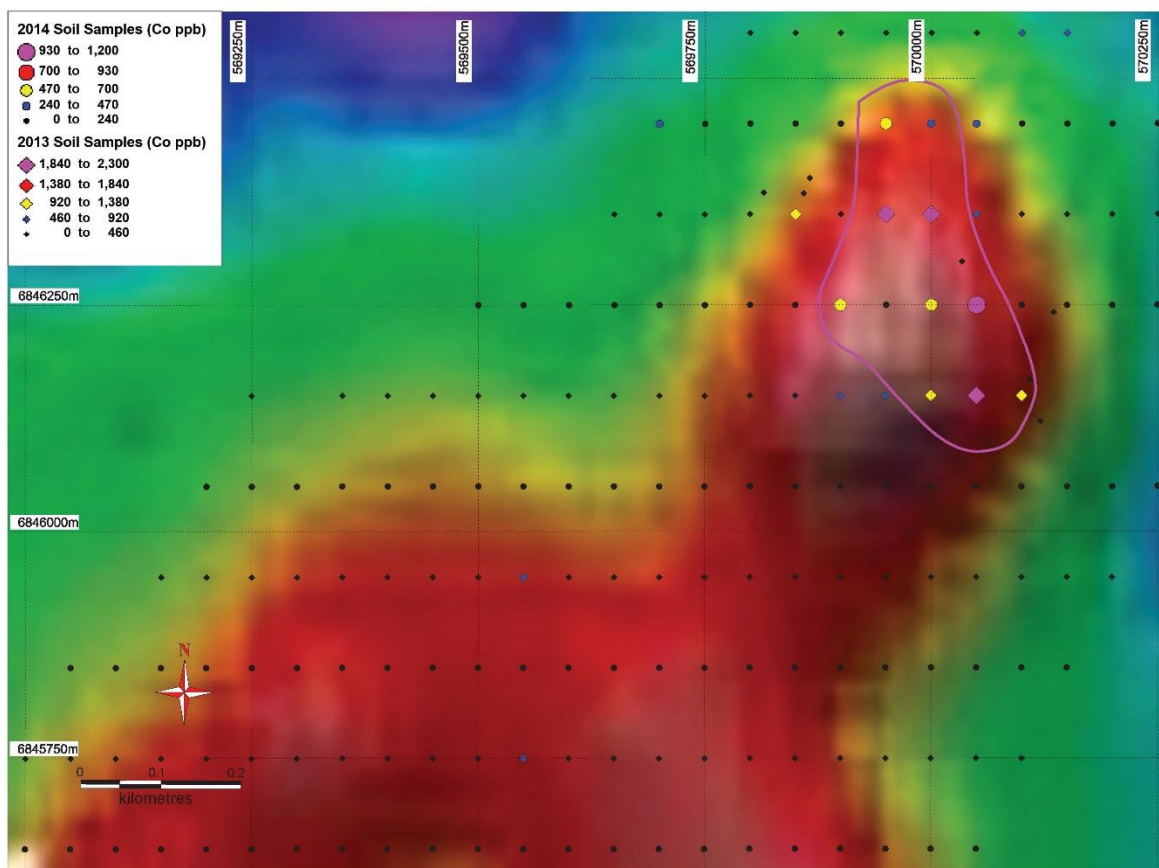 2014 Soil Samples (Co ppb)
930 to 1,200
700 to 930
470 to 700
240 to 470
0 to 240
2013 Soil Samples (Co ppb)
1,840 to 2,300
1,380 to 1,840
920 to 1,380
460 to 920
0 to 460
569250m
569500m
569750m
570000m
570250m
6846250m
6846000m
N
6845750m
0 0.1 0.2
kilometres